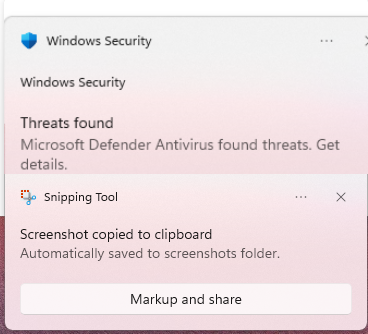 Windows Security
Windows Security
Threats found
Microsoft Defender Antivirus found threats. Get
details.
Snipping Tool
Screenshot copied to clipboard
Automatically saved to screenshots folder.
Markup and share